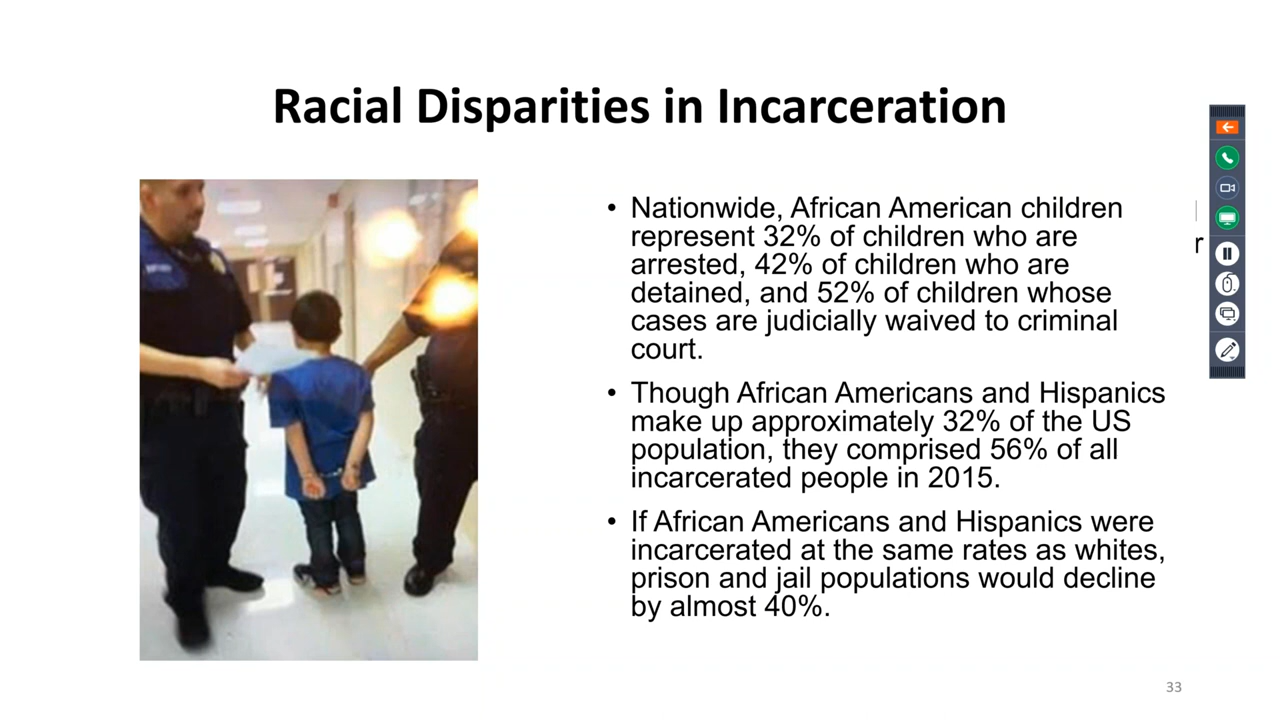 Racial Disparities in Incarceration
• Nationwide, African American children
represent 32% of children who are
arrested, 42% of children who are
detained, and 52% of children whose
cases are judicially waived to criminal
court.
• Though African Americans and Hispanics
make up approximately 32% of the US
population, they comprised 56% of all
incarcerated people in 2015.
• If African Americans and Hispanics were
incarcerated at the same rates as whites,
prison and jail populations would decline
by almost 40%.
r
33